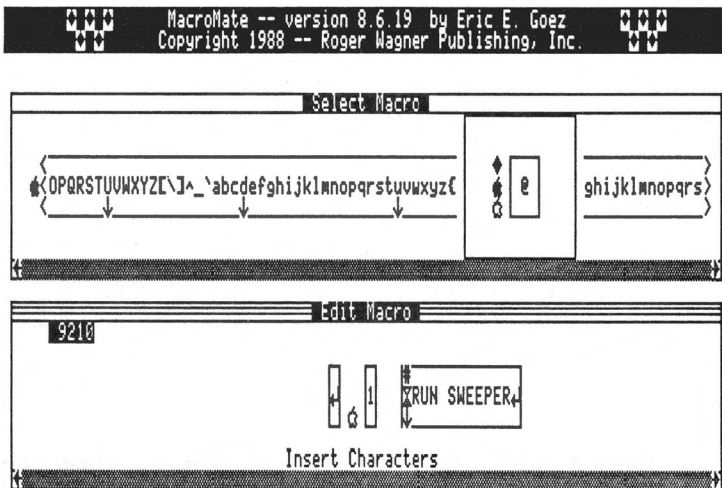 MacroMate -- version 8.6.19 by Eric E. Goez
Copyright 1988 -- Roger Wagner Publishing, Inc.
Select Macro
OPQRSTUVWXYZ[\]^_`abcdefghijklmnopqrstuvwxyz{ @ ghijklmnopqrs
Edit Macro
9210
1 # RUN SWEEPER
Insert Characters